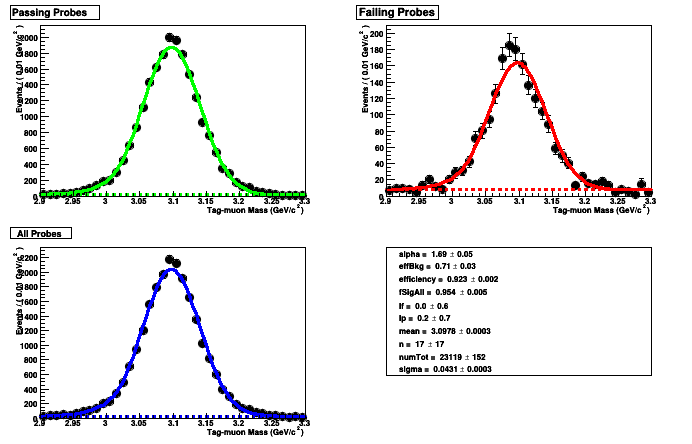 Passing Probes
Events / ( 0.01 GeV/c² )
2000
1800
1600
1400
1200
1000
800
600
400
200
0
2.9 2.95 3 3.05 3.1 3.15 3.2 3.25 3.3
Tag-muon Mass (GeV/c²)
Failing Probes
Events / ( 0.01 GeV/c² )
200
180
160
140
120
100
80
60
40
20
0
2.9 2.95 3 3.05 3.1 3.15 3.2 3.25 3.3
Tag-muon Mass (GeV/c²)
All Probes
Events / ( 0.01 GeV/c² )
2200
2000
1800
1600
1400
1200
1000
800
600
400
200
0
2.9 2.95 3 3.05 3.1 3.15 3.2 3.25 3.3
Tag-muon Mass (GeV/c²)
alpha = 1.69 ± 0.05
effBkg = 0.71 ± 0.03
efficiency = 0.923 ± 0.002
fSigAll = 0.954 ± 0.005
lf = 0.0 ± 0.6
lp = 0.2 ± 0.7
mean = 3.0978 ± 0.0003
n = 17 ± 17
numTot = 23119 ± 152
sigma = 0.0431 ± 0.0003